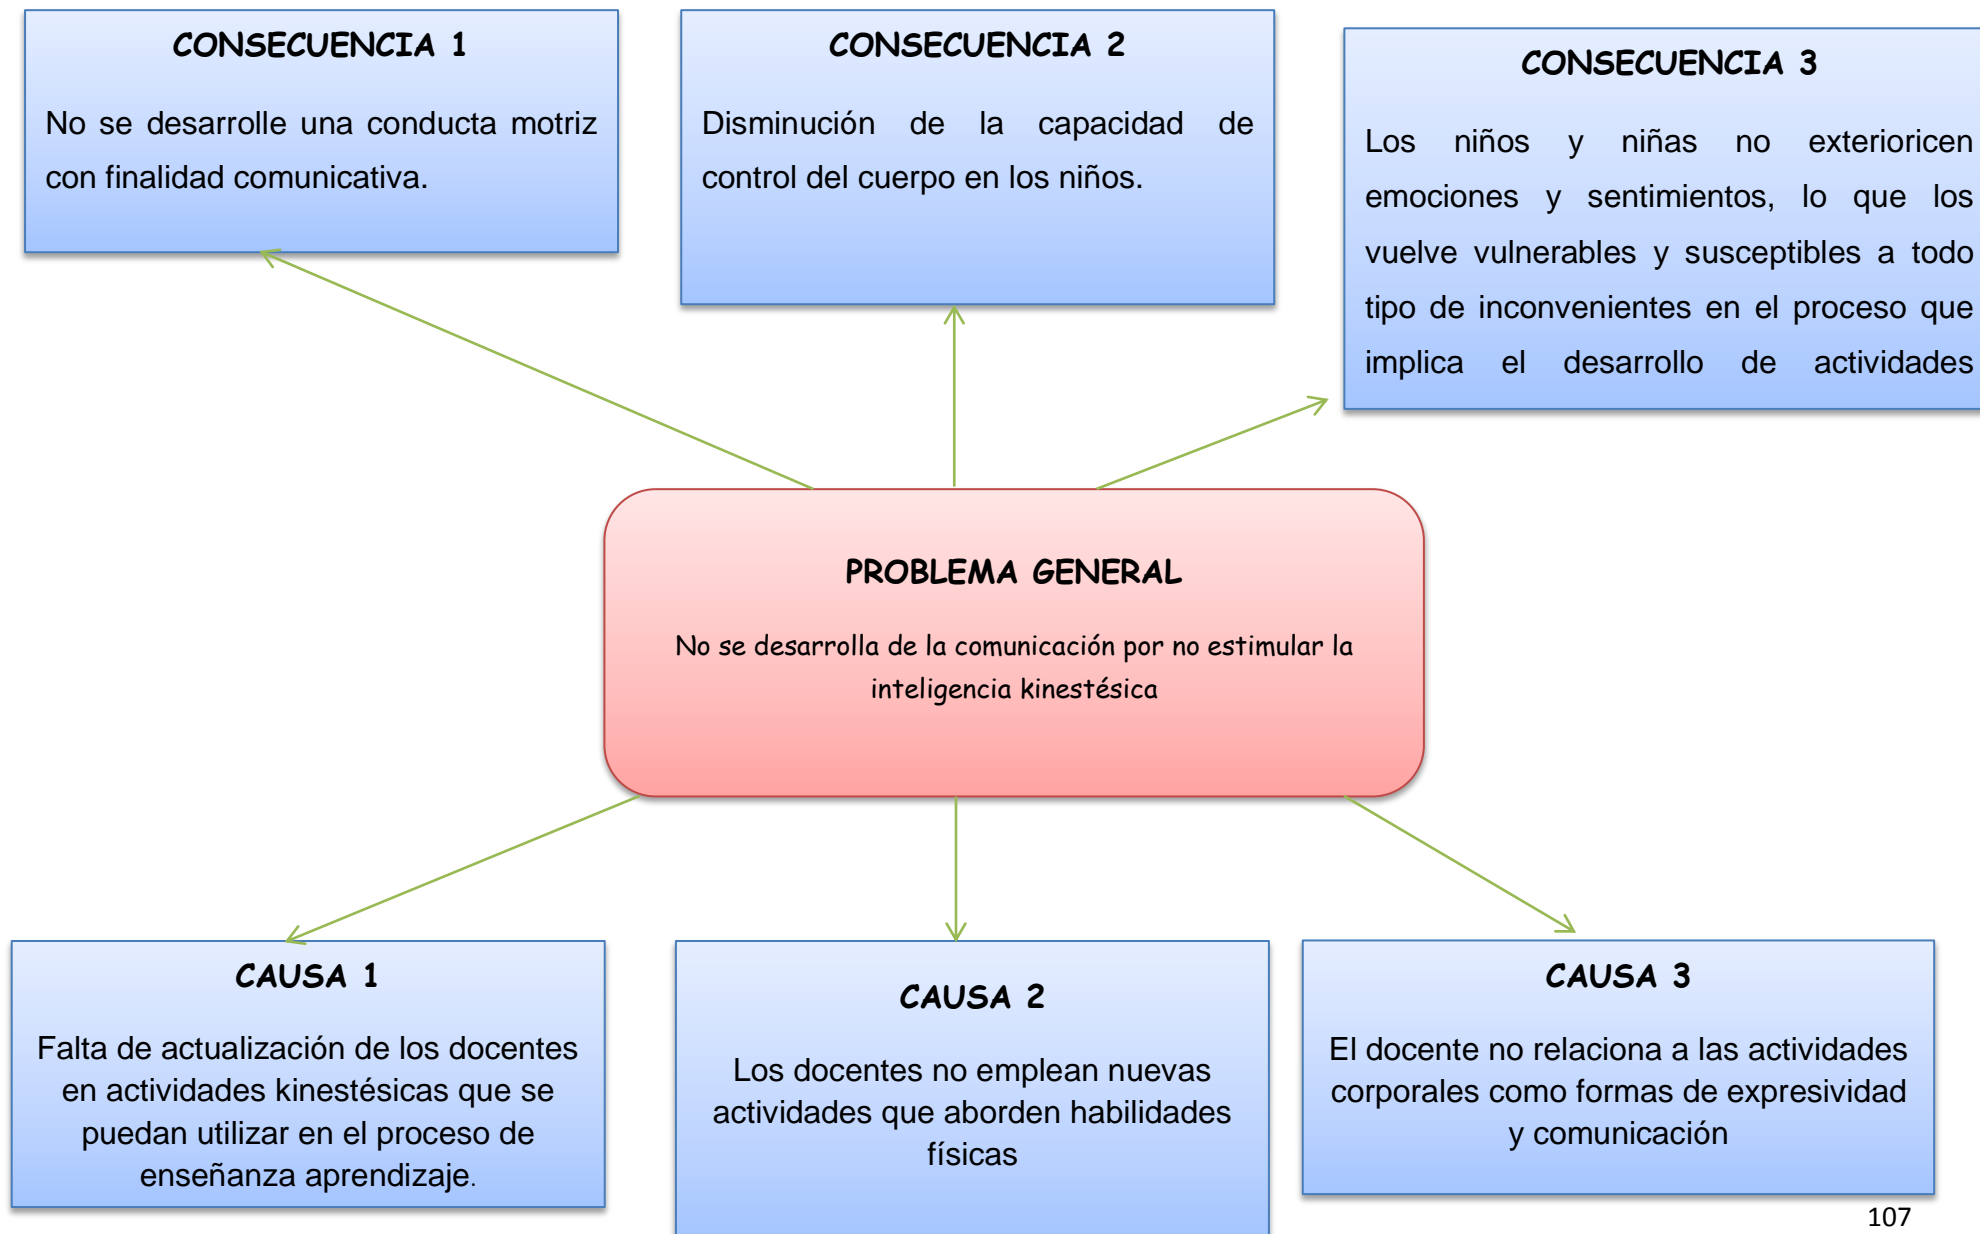 CONSECUENCIA 1
No se desarrolle una conducta motriz
con finalidad comunicativa.
CONSECUENCIA 2
Disminución de la capacidad de
control del cuerpo en los niños.
CONSECUENCIA 3
Los niños y niñas no exterioricen
emociones y sentimientos, lo que los
vuelve vulnerables y susceptibles a todo
tipo de inconvenientes en el proceso que
implica el desarrollo de actividades
PROBLEMA GENERAL
No se desarrolla de la comunicación por no estimular la
inteligencia kinestésica
CAUSA 1
Falta de actualización de los docentes
en actividades kinestésicas que se
puedan utilizar en el proceso de
enseñanza aprendizaje.
CAUSA 2
Los docentes no emplean nuevas
actividades que aborden habilidades
físicas
CAUSA 3
El docente no relaciona a las actividades
corporales como formas de expresividad
y comunicación
107